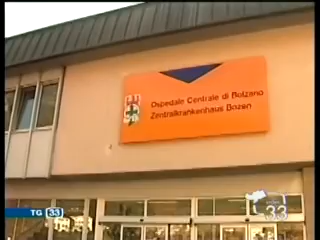 Ospedale Centrale di Bolzano
Zentralkrankenhaus Bozen
TG 33
33